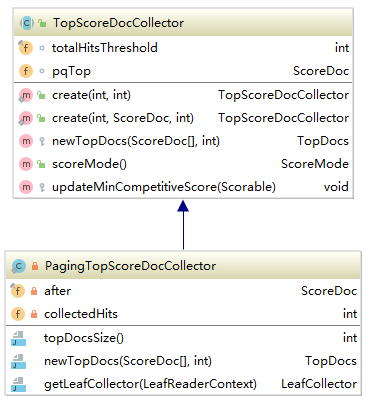 TopScoreDocCollector
totalHitsThreshold int
pqTop ScoreDoc
create(int, int) TopScoreDocCollector
create(int, ScoreDoc, int) TopScoreDocCollector
newTopDocs(ScoreDoc[], int) TopDocs
scoreMode() ScoreMode
updateMinCompetitiveScore(Scorable) void
PagingTopScoreDocCollector
after ScoreDoc
collectedHits int
topDocsSize() int
newTopDocs(ScoreDoc[], int) TopDocs
getLeafCollector(LeafReaderContext) LeafCollector